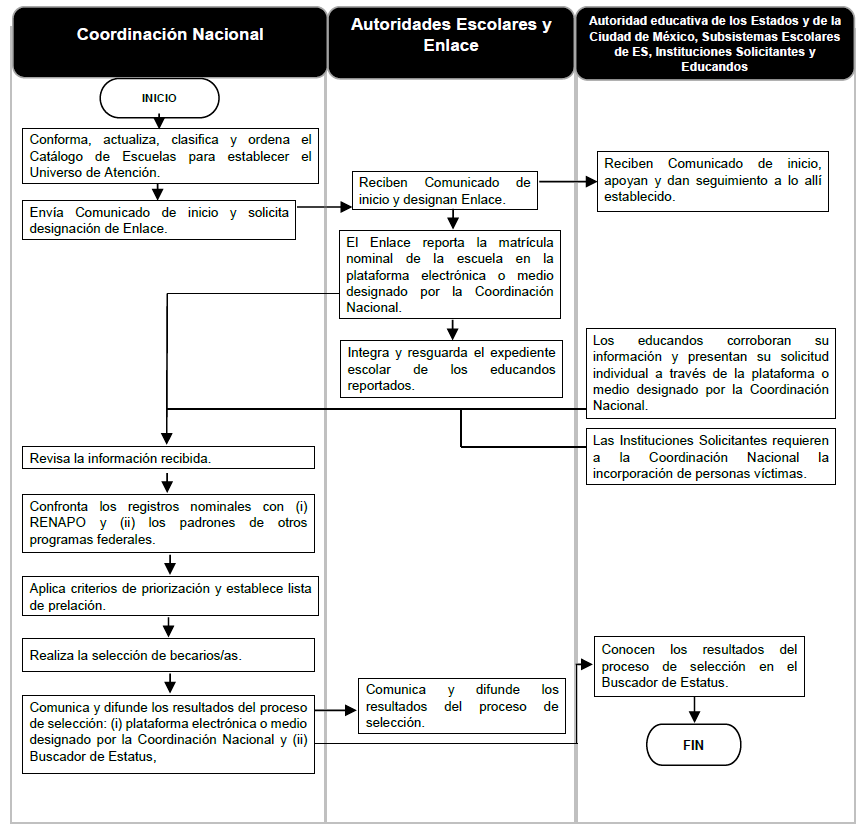 Coordinación Nacional
Autoridades Escolares y
Enlace
Autoridad educativa de los Estados y de la
Ciudad de México, Subsistemas Escolares
de ES, Instituciones Solicitantes y
Educandos
INICIO
Conforma, actualiza, clasifica y ordena el
Catálogo de Escuelas para establecer el
Universo de Atención.
Envía Comunicado de inicio y solicita
designación de Enlace.
Reciben Comunicado de
inicio y designan Enlace.
Reciben Comunicado de inicio,
apoyan y dan seguimiento a lo allí
establecido.
El Enlace reporta la matrícula
nominal de la escuela en la
plataforma electrónica o medio
designado por la Coordinación
Nacional.
Integra y resguarda el expediente
escolar de los educandos
reportados.
Los educandos corroboran su
información y presentan su solicitud
individual a través de la plataforma o
medio designado por la Coordinación
Nacional.
Las Instituciones Solicitantes requieren
a la Coordinación Nacional la
incorporación de personas víctimas.
Revisa la información recibida.
Confronta los registros nominales con (i)
RENAPO y (ii) los padrones de otros
programas federales.
Aplica criterios de priorización y establece lista
de prelación.
Realiza la selección de becarios/as.
Comunica y difunde los resultados del proceso
de selección: (i) plataforma electrónica o medio
designado por la Coordinación Nacional y (ii)
Buscador de Estatus,
Comunica y difunde los
resultados del proceso de
selección.
Conocen los resultados del
proceso de selección en el
Buscador de Estatus.
FIN